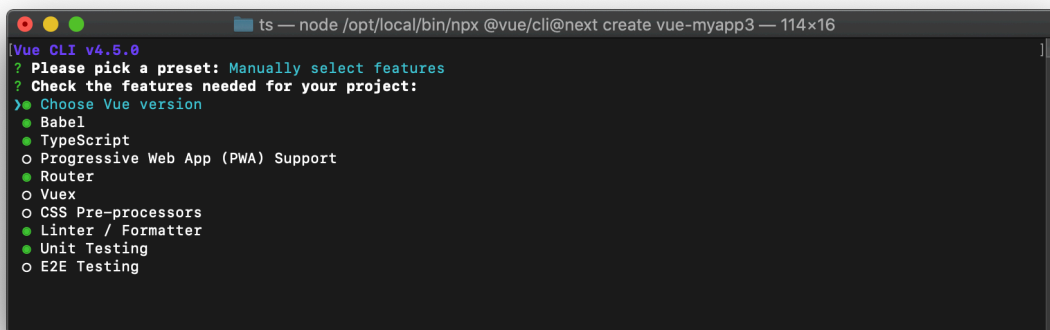 ts — node /opt/local/bin/npx @vue/cli@next create vue-myapp3 — 114×16
[Vue CLI v4.5.0 ]
? Please pick a preset: Manually select features
? Check the features needed for your project:
❯◉ Choose Vue version
◉ Babel
◉ TypeScript
◯ Progressive Web App (PWA) Support
◉ Router
◯ Vuex
◯ CSS Pre-processors
◉ Linter / Formatter
◉ Unit Testing
◯ E2E Testing